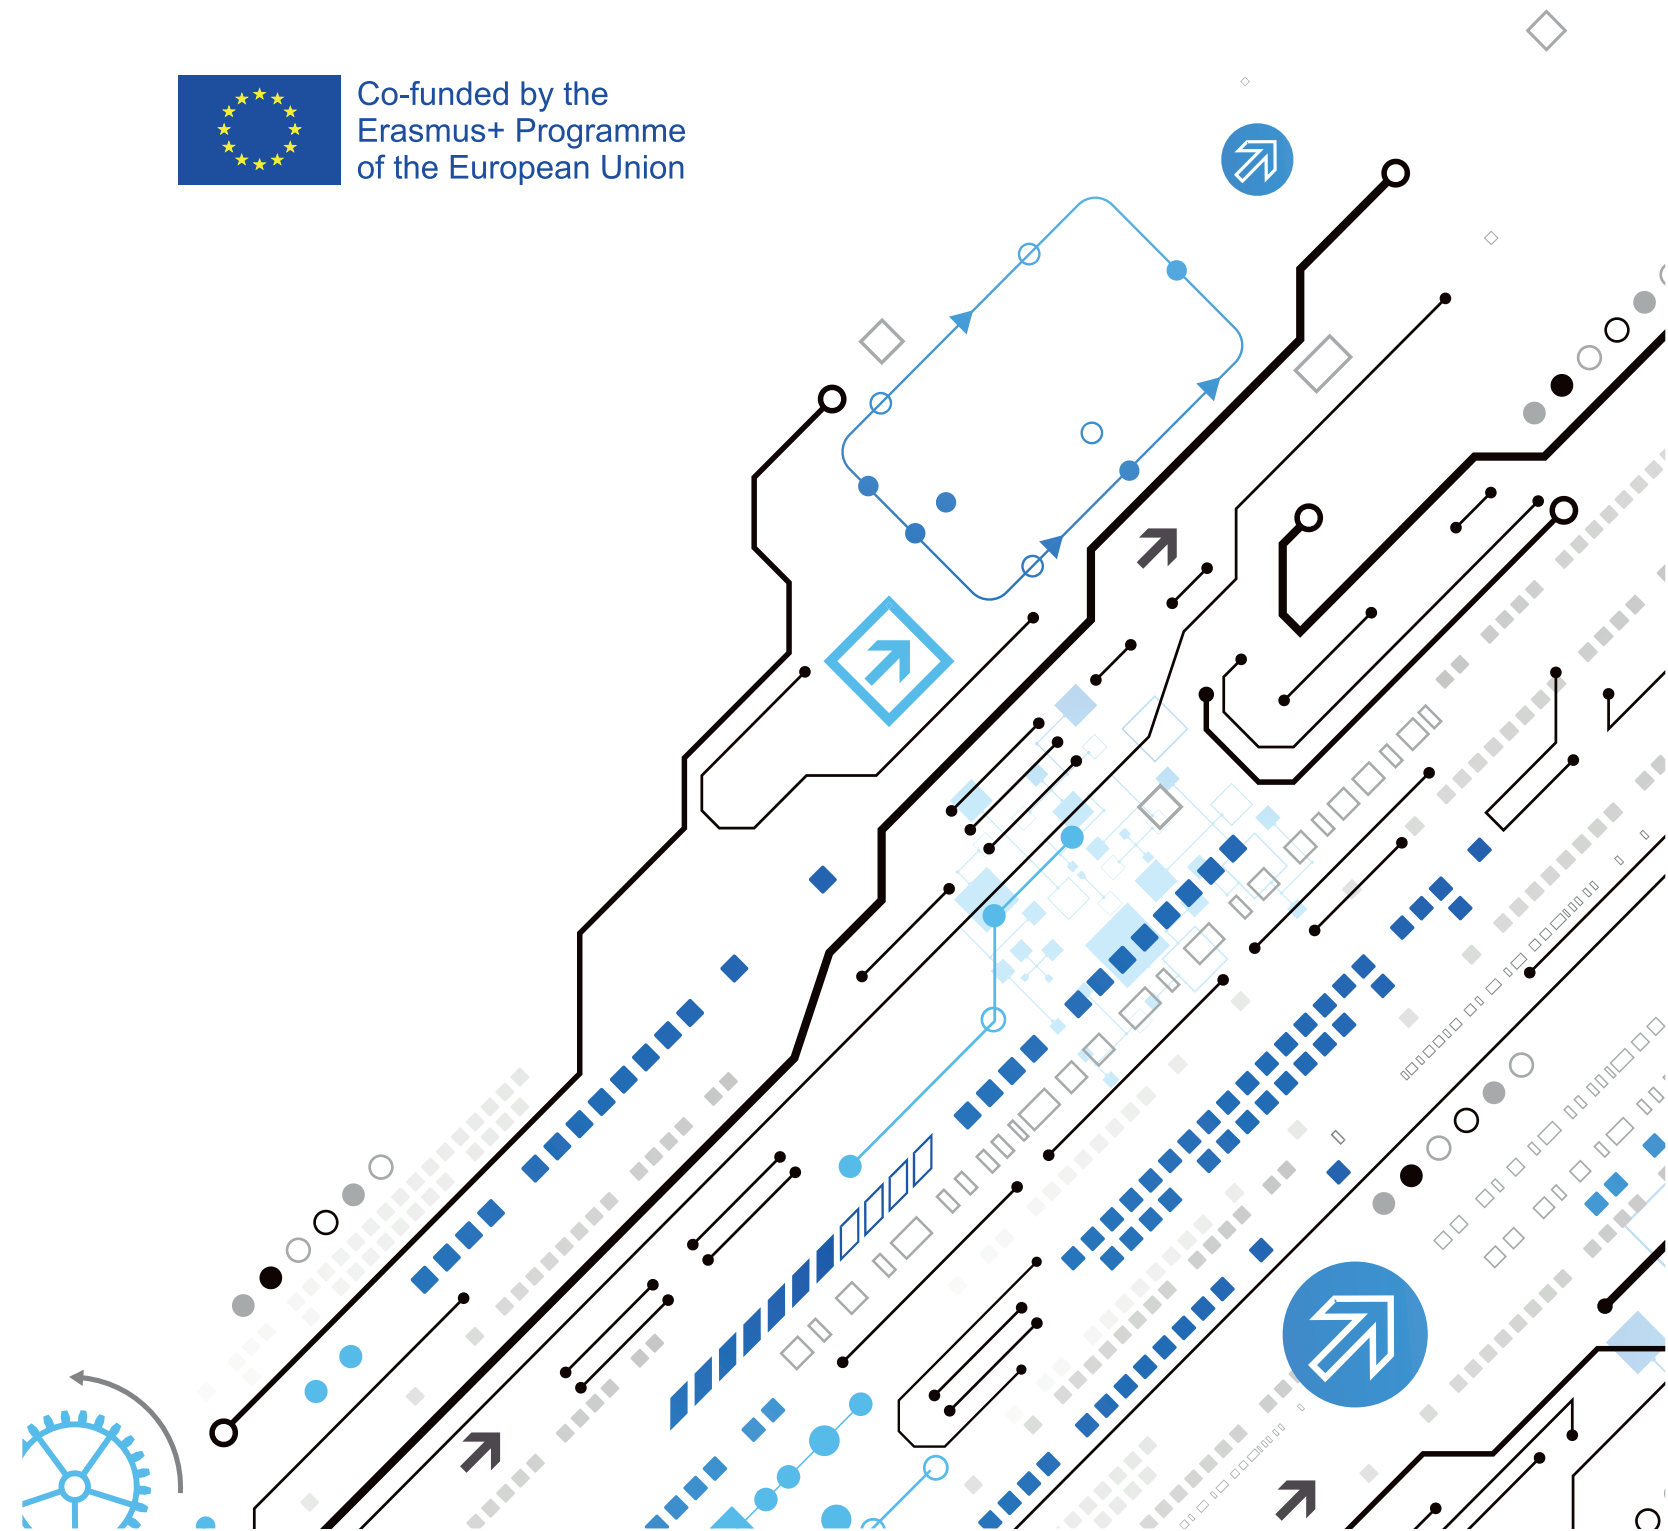 Co-funded by the
Erasmus+ Programme
of the European Union